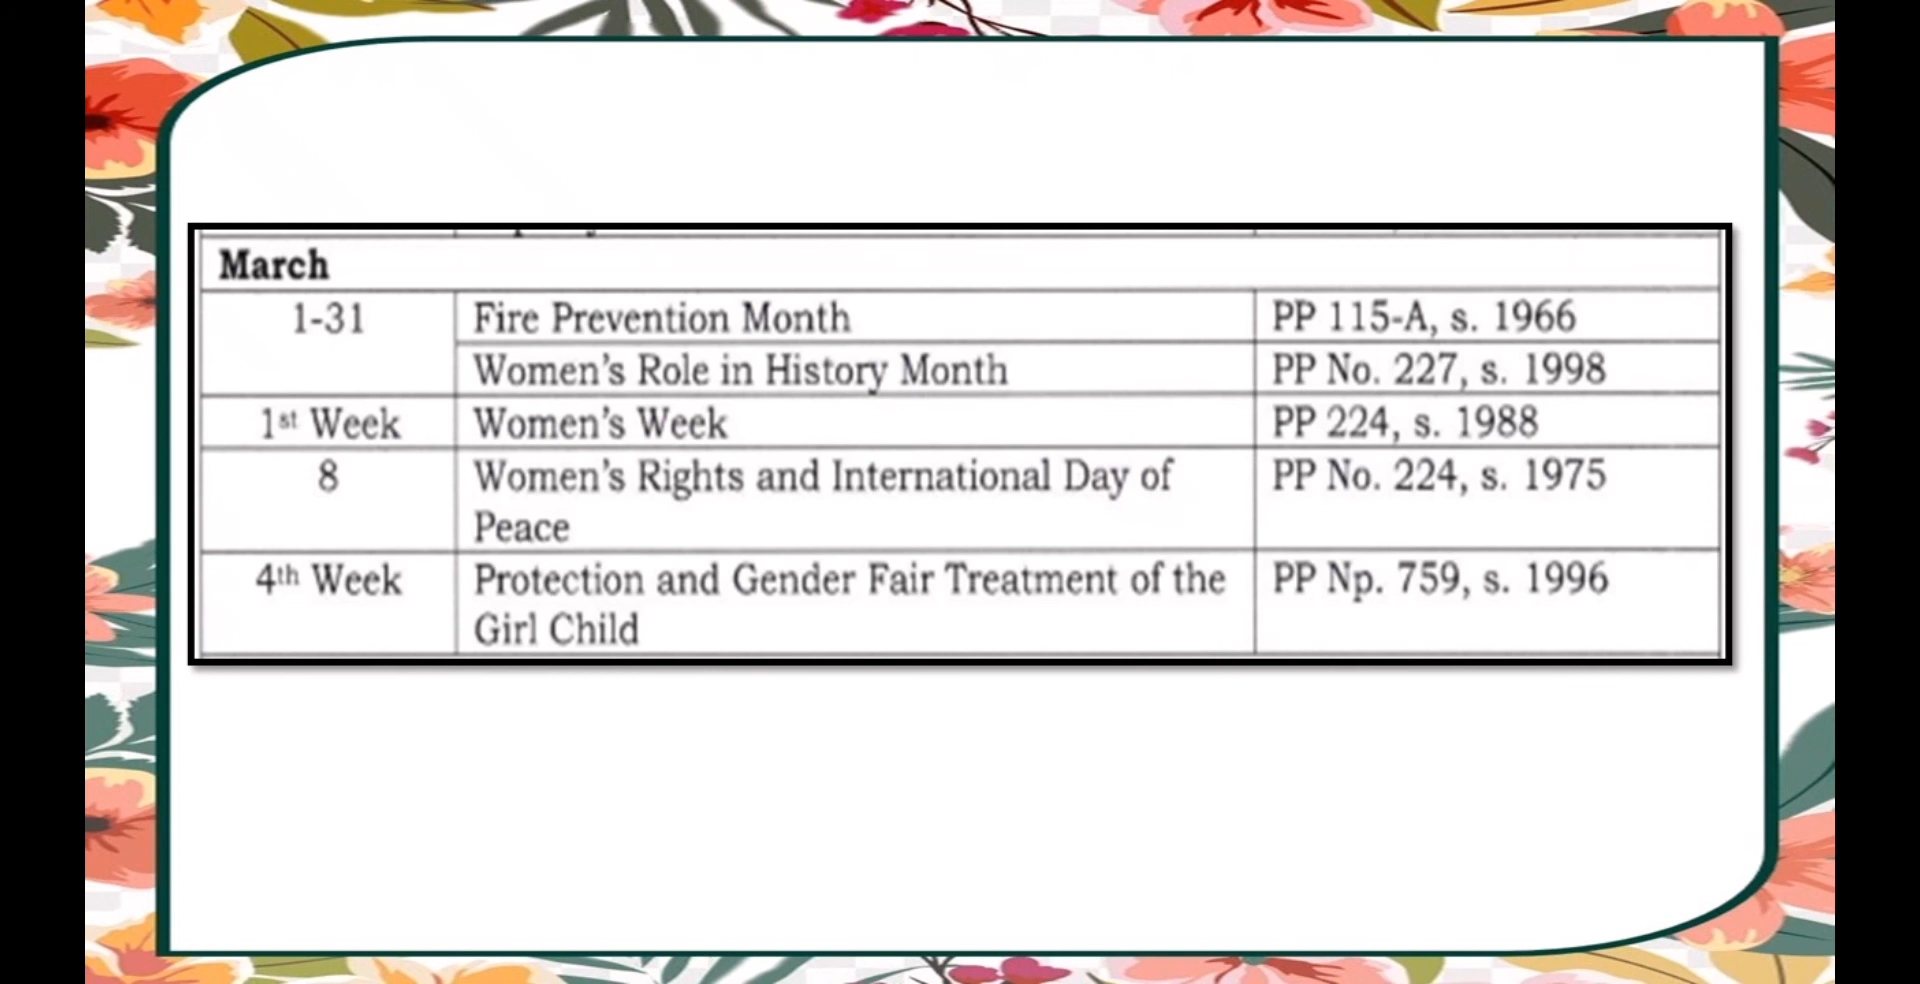 March
1-31 Fire Prevention Month PP 115-A, s. 1966
Women's Role in History Month PP No. 227, s. 1998
1st Week Women's Week PP 224, s. 1988
8 Women's Rights and International Day of PP No. 224, s. 1975
Peace
4th Week Protection and Gender Fair Treatment of the PP Np. 759, s. 1996
Girl Child